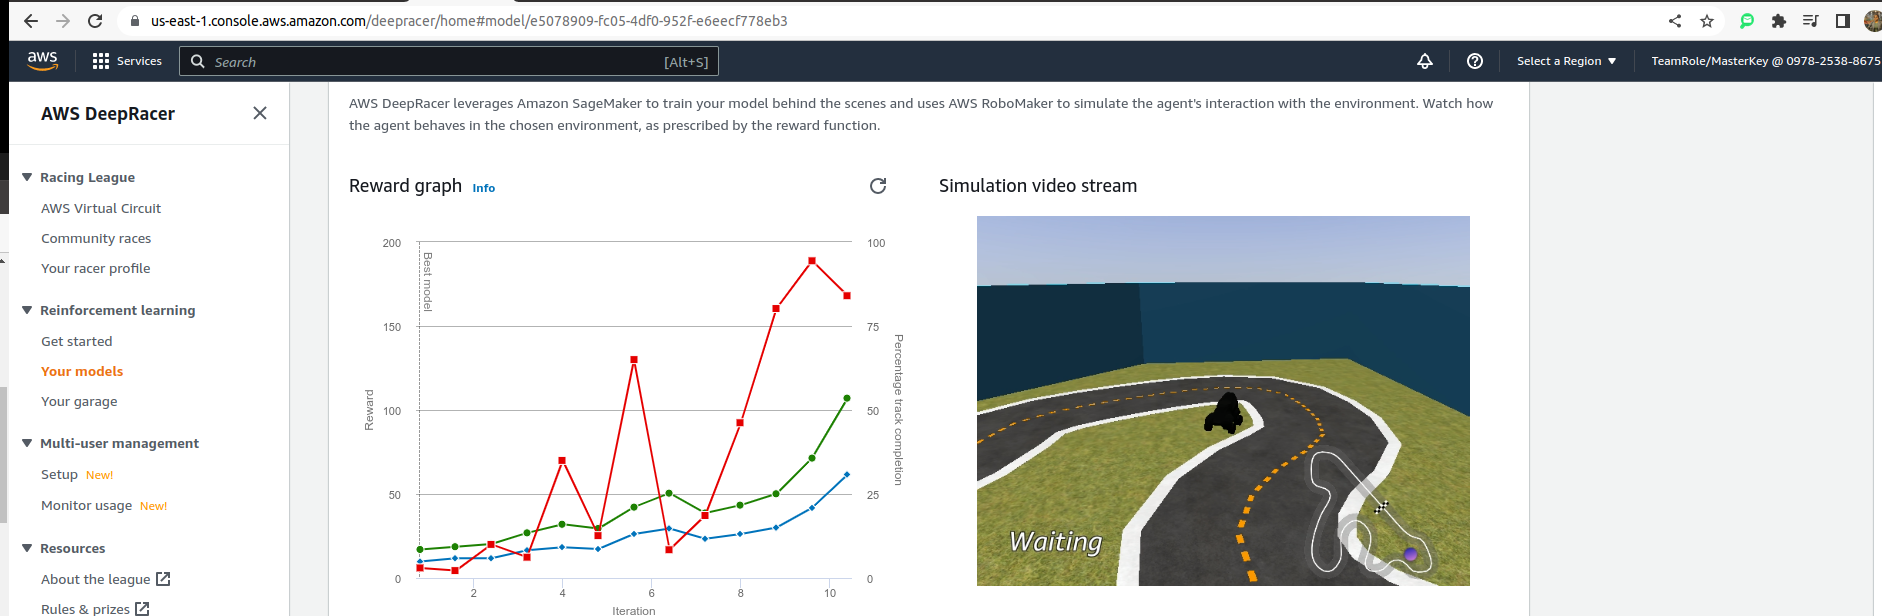 us-east-1.console.aws.amazon.com/deepracer/home#model/e5078909-fc05-4df0-952f-e6eecf778eb3
aws
Services
Search
[Alt+S]
Select a Region
TeamRole/MasterKey @ 0978-2538-8675
AWS DeepRacer
Racing League
AWS Virtual Circuit
Community races
Your racer profile
Reinforcement learning
Get started
Your models
Your garage
Multi-user management
Setup New!
Monitor usage New!
Resources
About the league
Rules & prizes
AWS DeepRacer leverages Amazon SageMaker to train your model behind the scenes and uses AWS RoboMaker to simulate the agent's interaction with the environment. Watch how
the agent behaves in the chosen environment, as prescribed by the reward function.
Reward graph Info
200
150
100
50
0
Reward
Best model
2 4 6 8 10
Iteration
100
75
50
25
0
Percentage track completion
Simulation video stream
Waiting